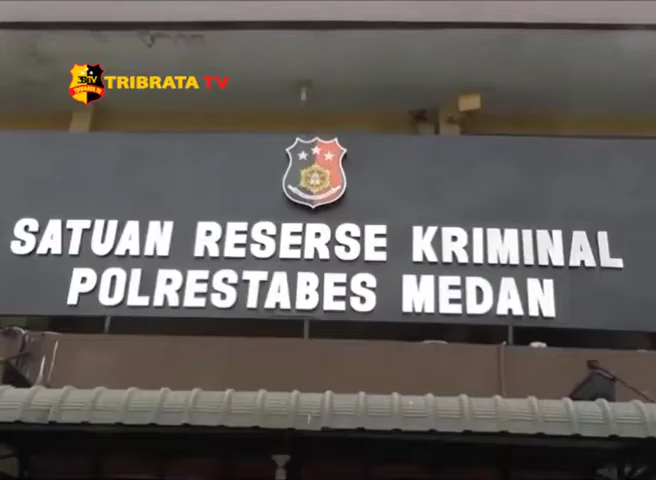 TRIBRATA TV
SATUAN RESERSE KRIMINAL
POLRESTABES MEDAN